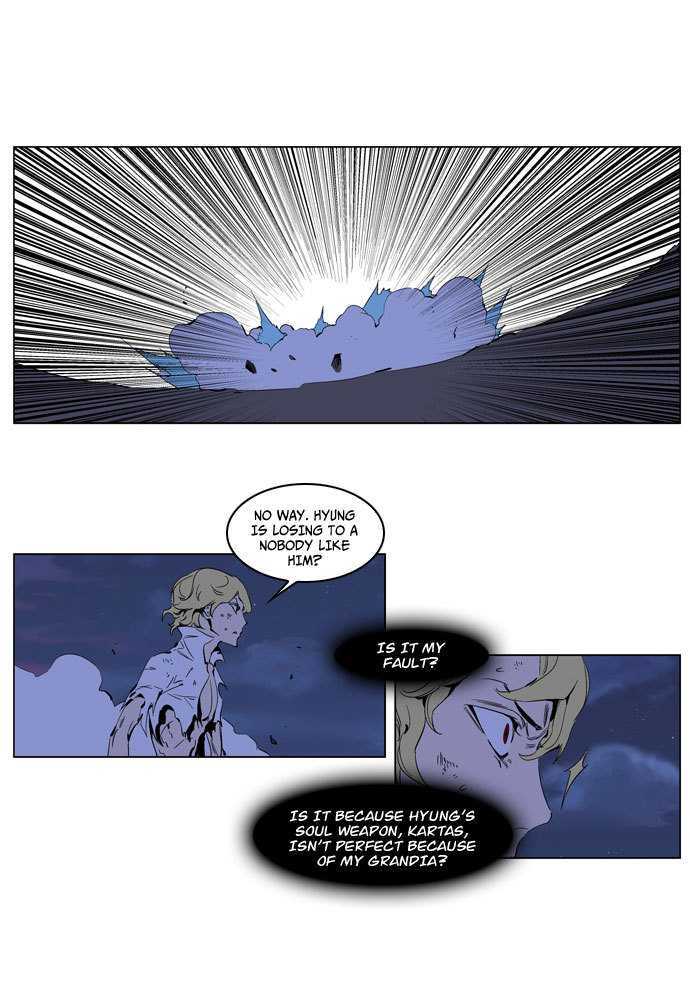 NO WAY. HYUNG
IS LOSING TO A
NOBODY LIKE
HIM?
IS IT MY
FAULT?
IS IT BECAUSE HYUNG'S
SOUL WEAPON, KARTAS,
ISN'T PERFECT BECAUSE
OF MY GRANDIA?